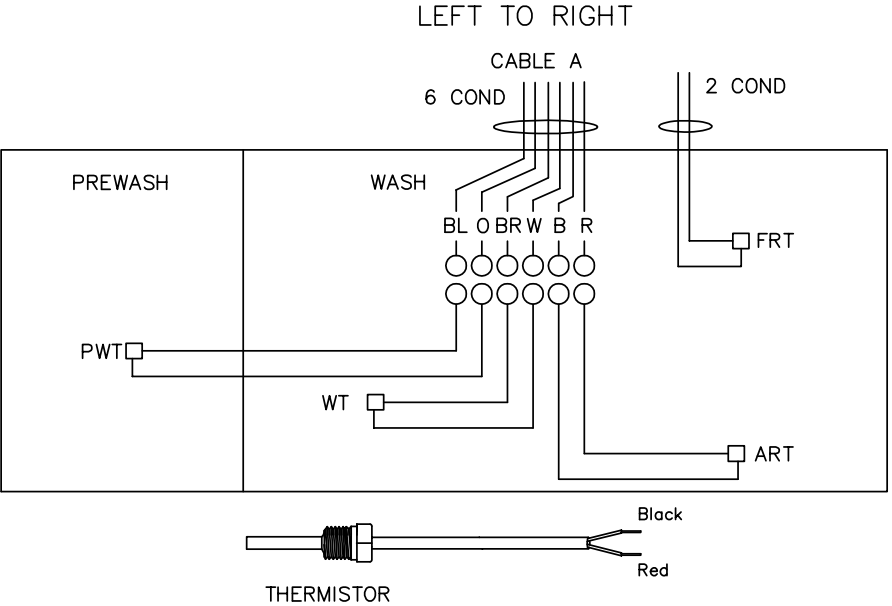 LEFT TO RIGHT
CABLE A
6 COND
2 COND
PREWASH
WASH
BL O BR W B R
FRT
PWT
WT
ART
Black
Red
THERMISTOR